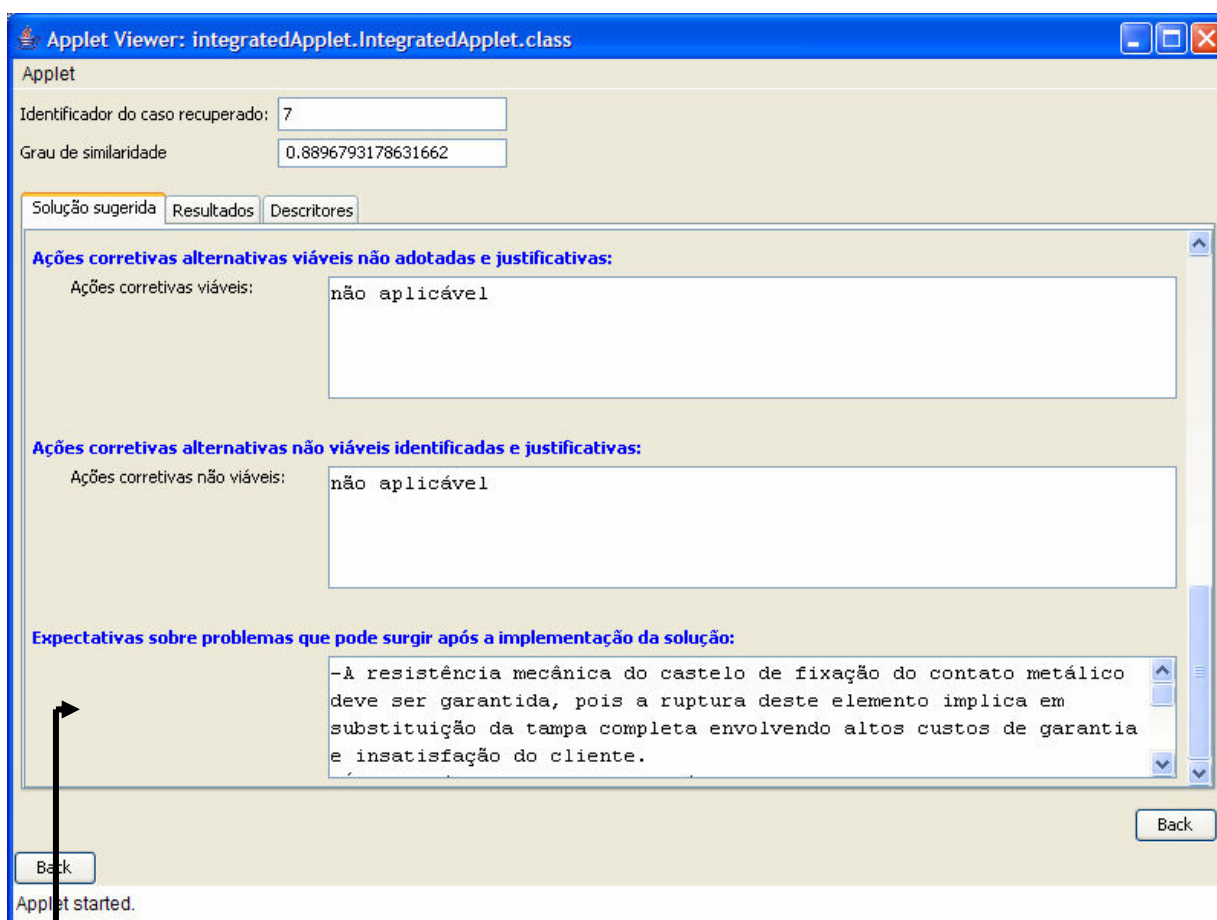 Applet Viewer: integratedApplet.IntegratedApplet.class
Applet
Identificador do caso recuperado: 7
Grau de similaridade 0.8896793178631662
Solução sugerida Resultados Descritores
Ações corretivas alternativas viáveis não adotadas e justificativas:
Ações corretivas viáveis: não aplicável
Ações corretivas alternativas não viáveis identificadas e justificativas:
Ações corretivas não viáveis: não aplicável
Expectativas sobre problemas que pode surgir após a implementação da solução:
-A resistência mecânica do castelo de fixação do contato metálico
deve ser garantida, pois a ruptura deste elemento implica em
substituição da tampa completa envolvendo altos custos de garantia
e insatisfação do cliente.
Back
Back
Applet started.